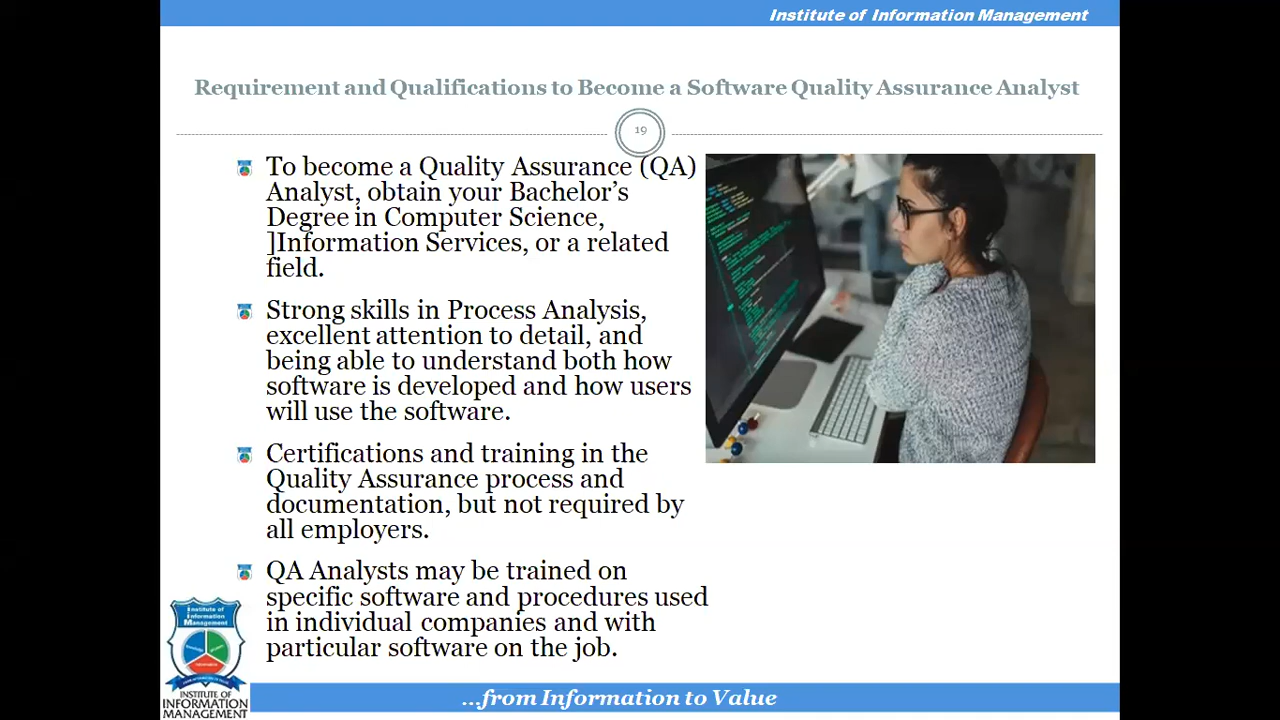 Institute of Information Management
Requirement and Qualifications to Become a Software Quality Assurance Analyst
19
To become a Quality Assurance (QA)
Analyst, obtain your Bachelor's
Degree in Computer Science,
]Information Services, or a related
field.
Strong skills in Process Analysis,
excellent attention to detail, and
being able to understand both how
software is developed and how users
will use the software.
Certifications and training in the
Quality Assurance process and
documentation, but not required by
all employers.
QA Analysts may be trained on
specific software and procedures used
in individual companies and with
particular software on the job.
Institute of
Information
Management
INSTITUTE OF
INFORMATION
MANAGEMENT
...from Information to Value